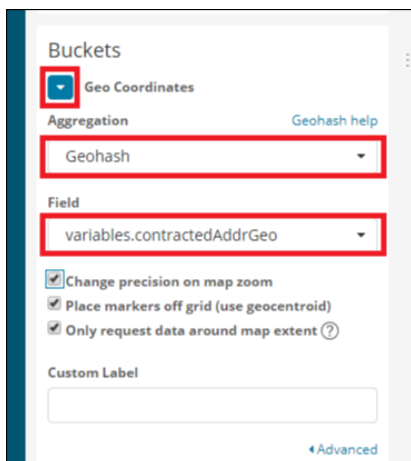 Buckets
Geo Coordinates
Aggregation Geohash help
Geohash
Field
variables.contractedAddrGeo
Change precision on map zoom
Place markers off grid (use geocentroid)
Only request data around map extent ?
Custom Label
Advanced